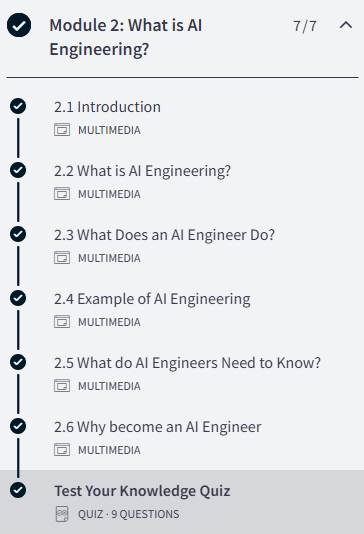 Module 2: What is AI
7/7
Engineering?
2.1 Introduction
MULTIMEDIA
2.2 What is AI Engineering?
MULTIMEDIA
2.3 What Does an AI Engineer Do?
MULTIMEDIA
2.4 Example of AI Engineering
MULTIMEDIA
2.5 What do AI Engineers Need to Know?
MULTIMEDIA
2.6 Why become an AI Engineer
MULTIMEDIA
Test Your Knowledge Quiz
QUIZ · 9 QUESTIONS